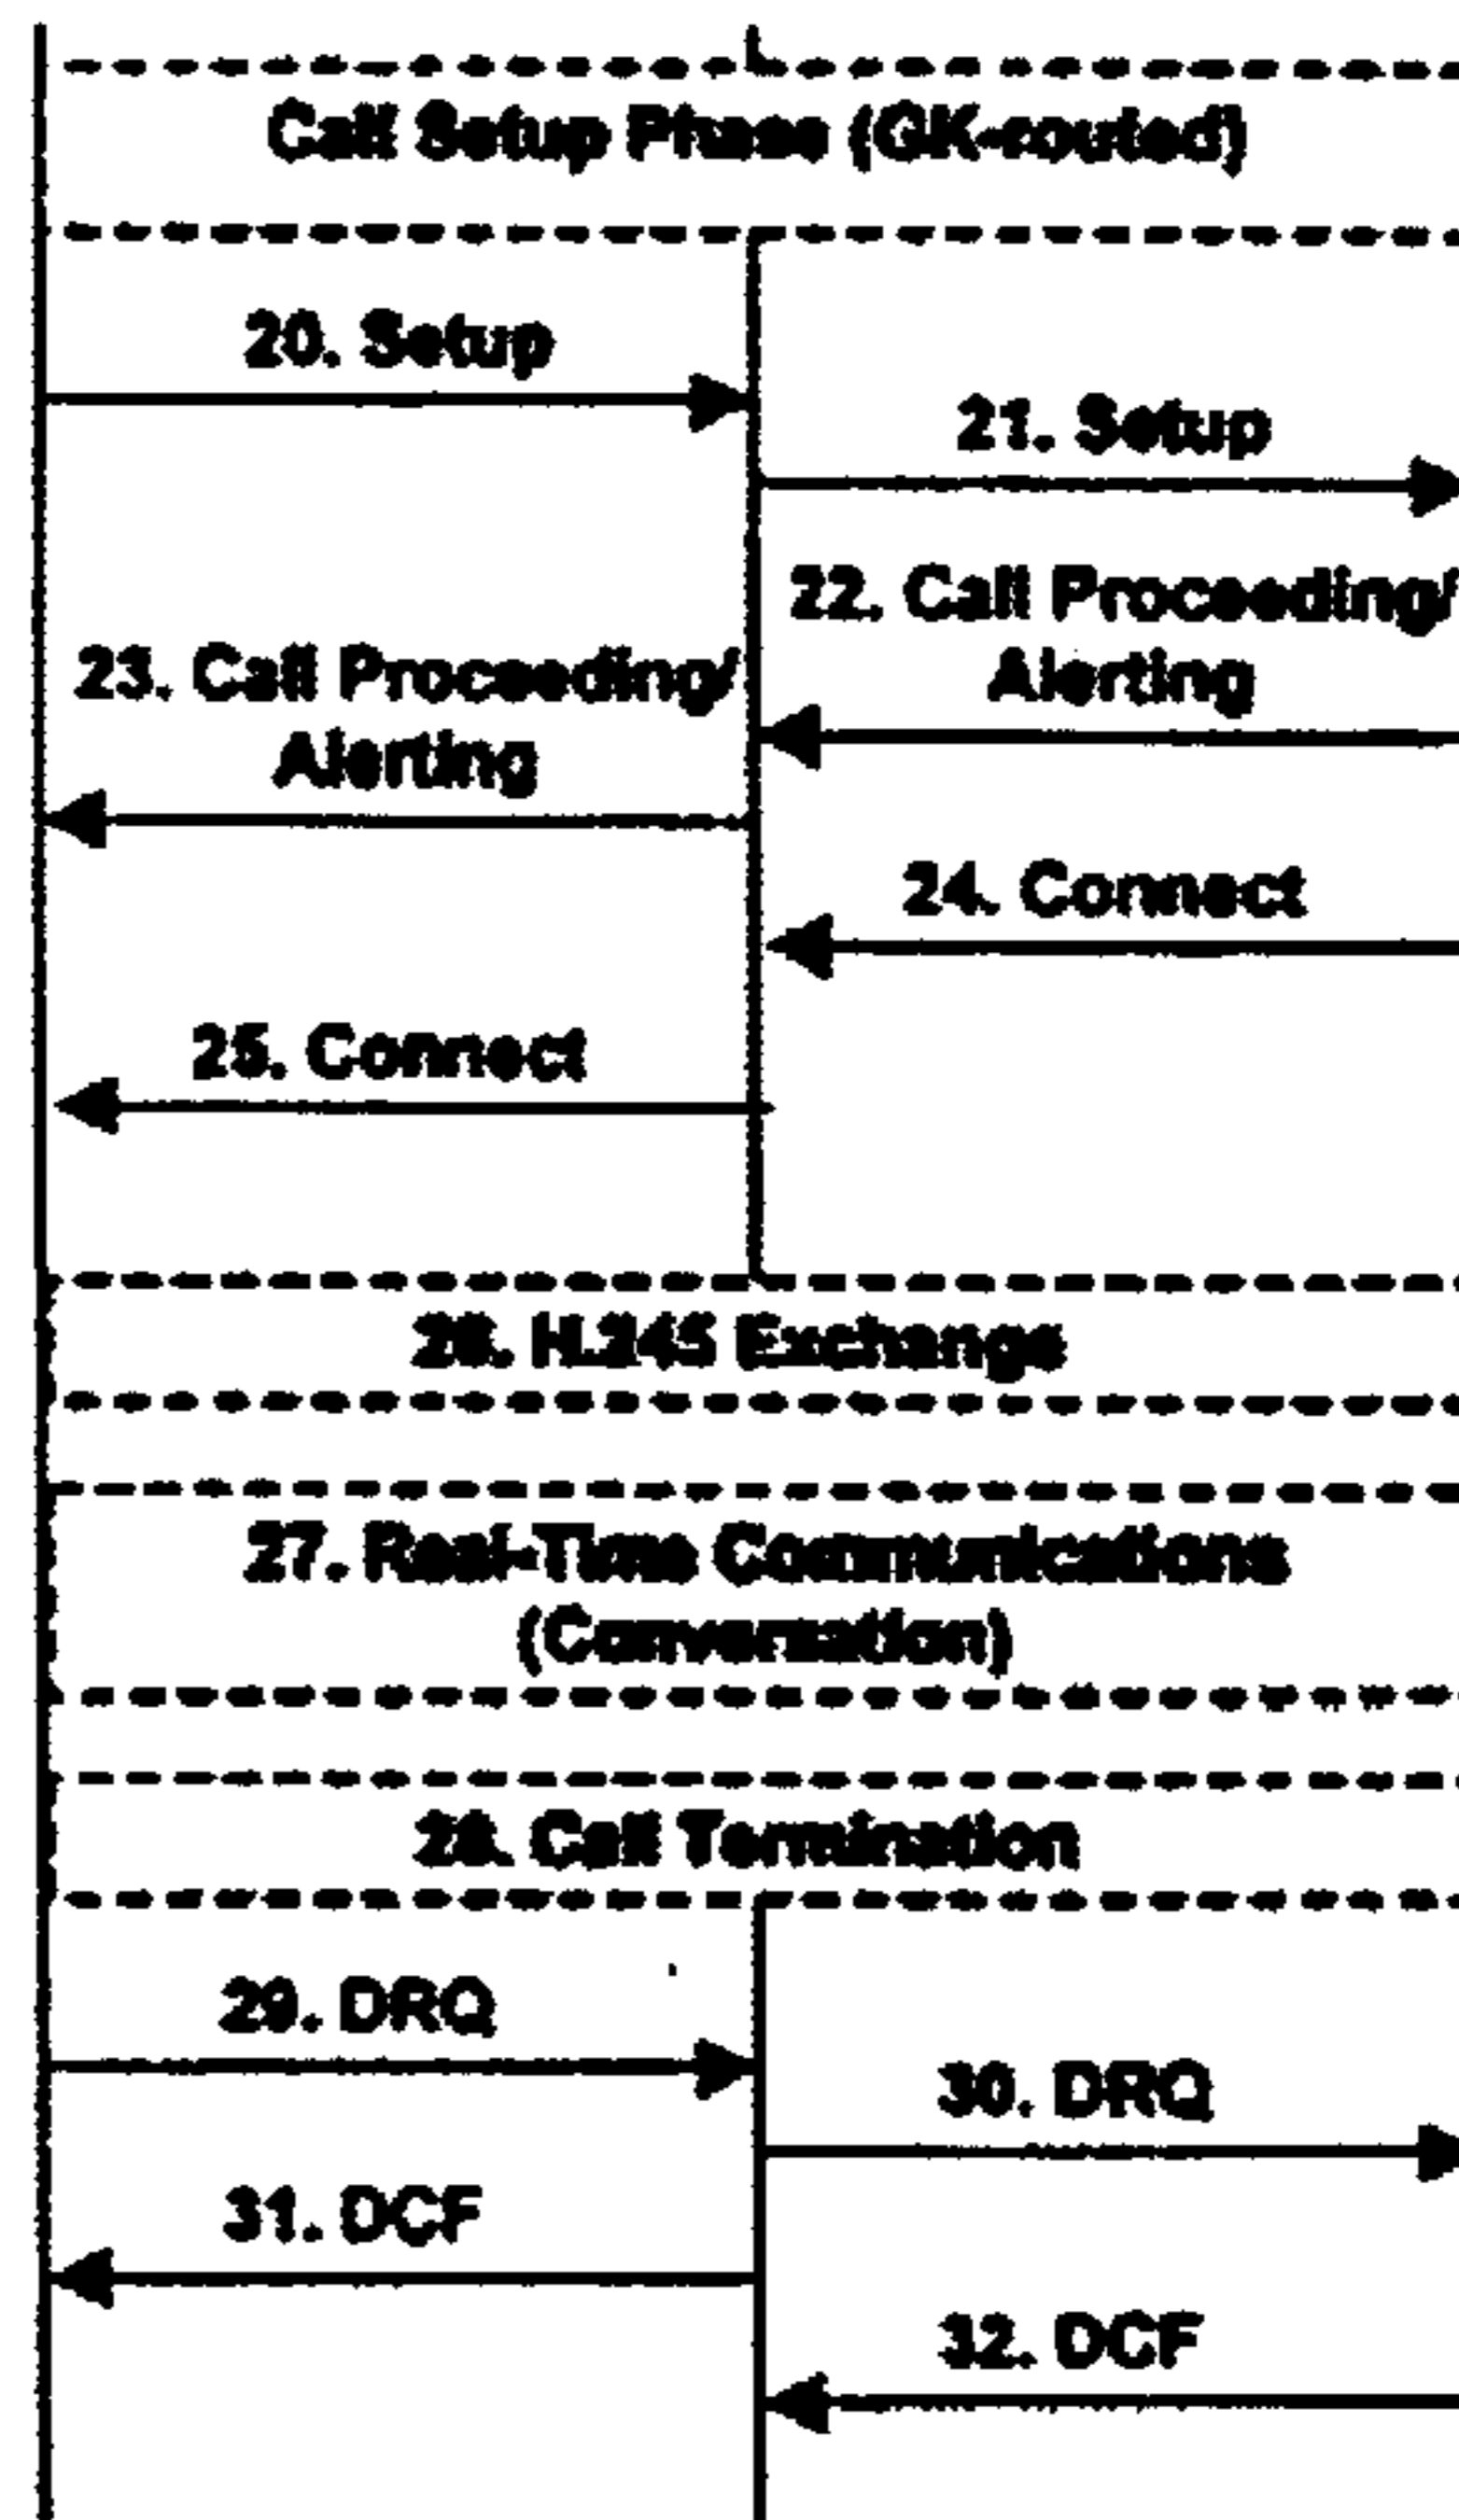 Call Setup Phase (GK-routed)
20. Setup
21. Setup
22. Call Proceeding/
Alerting
23. Call Proceeding/
Alerting
24. Connect
25. Connect
26. H.245 Exchange
27. Real-Time Communications
(Conversation)
28. Call Termination
29. DRQ
30. DRQ
31. DCF
32. DCF